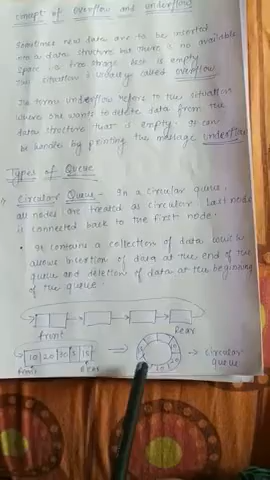 Concept of overflow and underflow
Sometimes new data are to be inserted
into a data structure but there is no available
space i.e. free storage list is empty.
This situation is usually called overflow
The term underflow refers to the situations
where she wants to delete data from the
data structure that is empty. It can
be handle by printing the message underflow
Types of Queue
Circular Queue - In a circular queue,
all nodes are treated as circular. Last node
is connected back to the first node.
It contains a collection of data which
allows insertion of data at the end of the
queue and deletion of data at the beginning
of the queue.
front Rear
10 20 30 5 15
front Rear
→ circular
queue